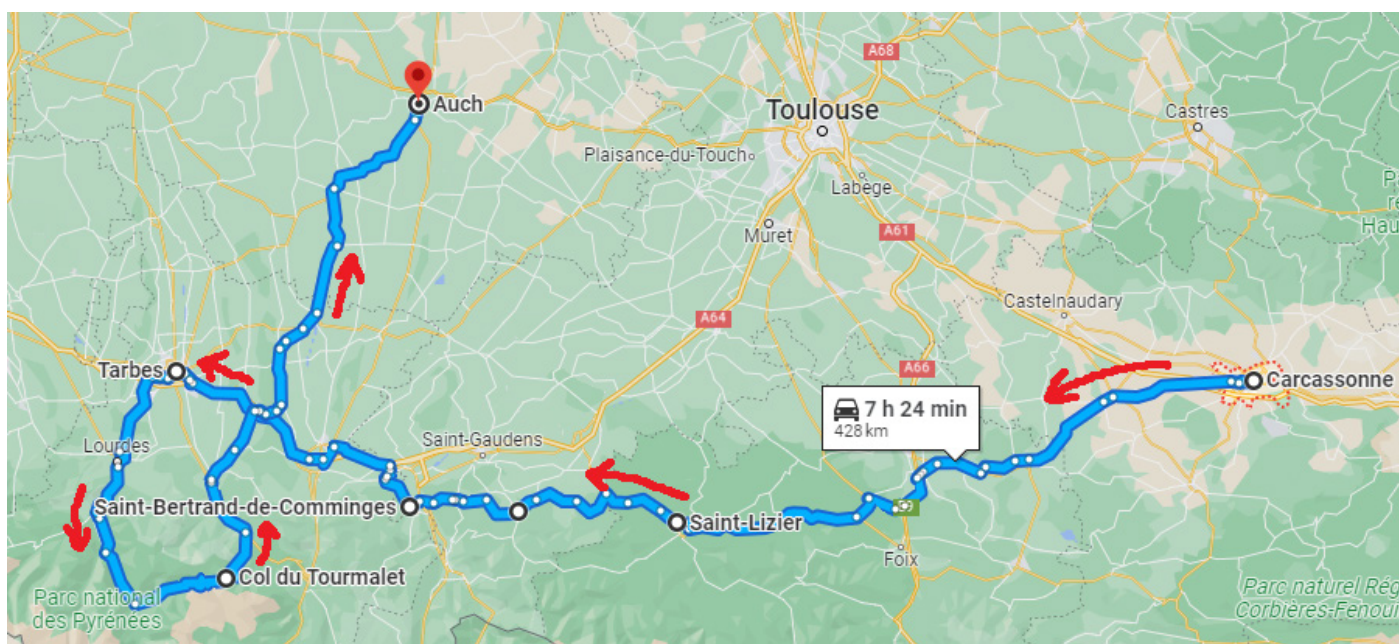 A68
Auch
Toulouse
Castres
Plaisance-du-Touch
Labège
Muret
A61
Castelnaudary
A64
A66
Tarbes
Carcassonne
7 h 24 min
428 km
Lourdes
Saint-Gaudens
Saint-Bertrand-de-Comminges
Saint-Lizier
Foix
Col du Tourmalet
Parc national
des Pyrénées
Parc naturel Rég
Corbières-Fenouil